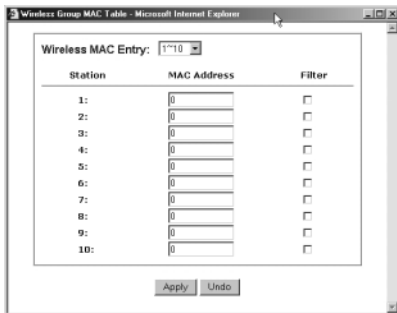 Wireless Group MAC Table - Microsoft Internet Explorer
Wireless MAC Entry: 1~10
Station MAC Address Filter
1: 0
2: 0
3: 0
4: 0
5: 0
6: 0
7: 0
8: 0
9: 0
10: 0
Apply Undo